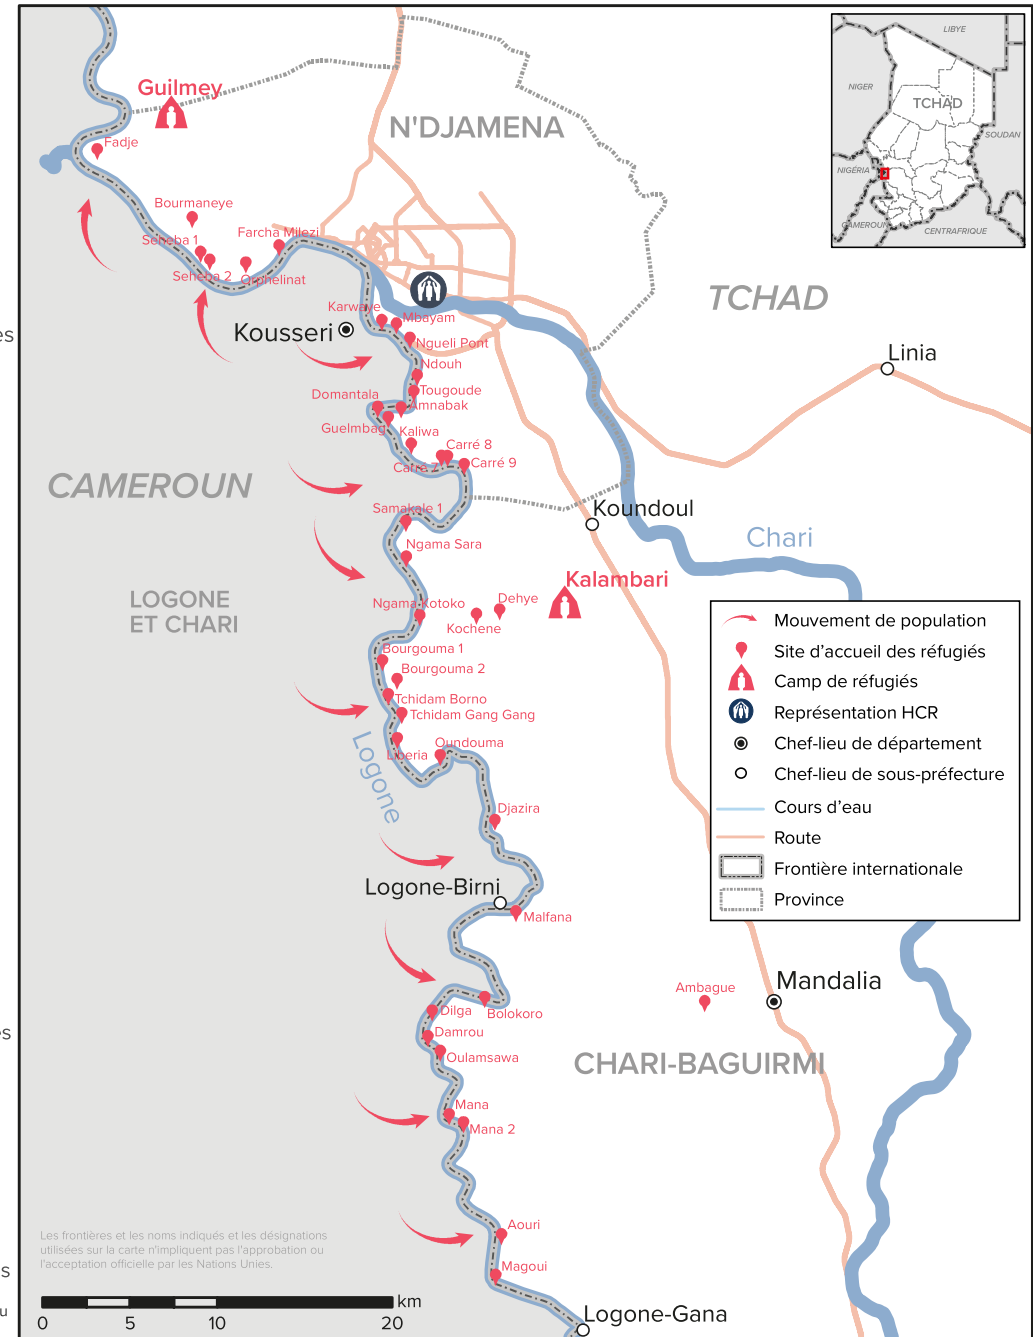 LIBYE
NIGER
TCHAD
SOUDAN
NIGÉRIA
CAMEROUN
CENTRAFRIQUE
Guilmey
N'DJAMENA
Fadje
Bourmaneye
Seheba 1
Farcha Milezi
Seheba 2
Orphelinat
TCHAD
Karwaye
Mbayam
Kousseri
Ngueli Pont
es
Linia
Ndouh
Domantala
Tougoude
Amnabak
Guelmbag
Kaliwa
Carré 8
Carré 7
Carré 9
CAMEROUN
Samakale 1
Koundoul
Chari
Ngama Sara
Kalambari
LOGONE
ET CHARI
Ngama Kotoko
Dehye
Kochene
Bourgouma 1
Bourgouma 2
Tchidam Borno
Tchidam Gang Gang
Oundouma
Liberia
Logone
Djazira
Mouvement de population
Site d'accueil des réfugiés
Camp de réfugiés
Représentation HCR
Chef-lieu de département
Chef-lieu de sous-préfecture
Cours d'eau
Route
Frontière internationale
Province
Logone-Birni
Malfana
Ambague
Mandalia
Dilga
Bolokoro
Damrou
Oulamsawa
CHARI-BAGUIRMI
Mana
Mana 2
Aouri
Magoui
Les frontières et les noms indiqués et les désignations
utilisées sur la carte n'impliquent pas l'approbation ou
l'acceptation officielle par les Nations Unies.
km
0 5 10 20
Logone-Gana